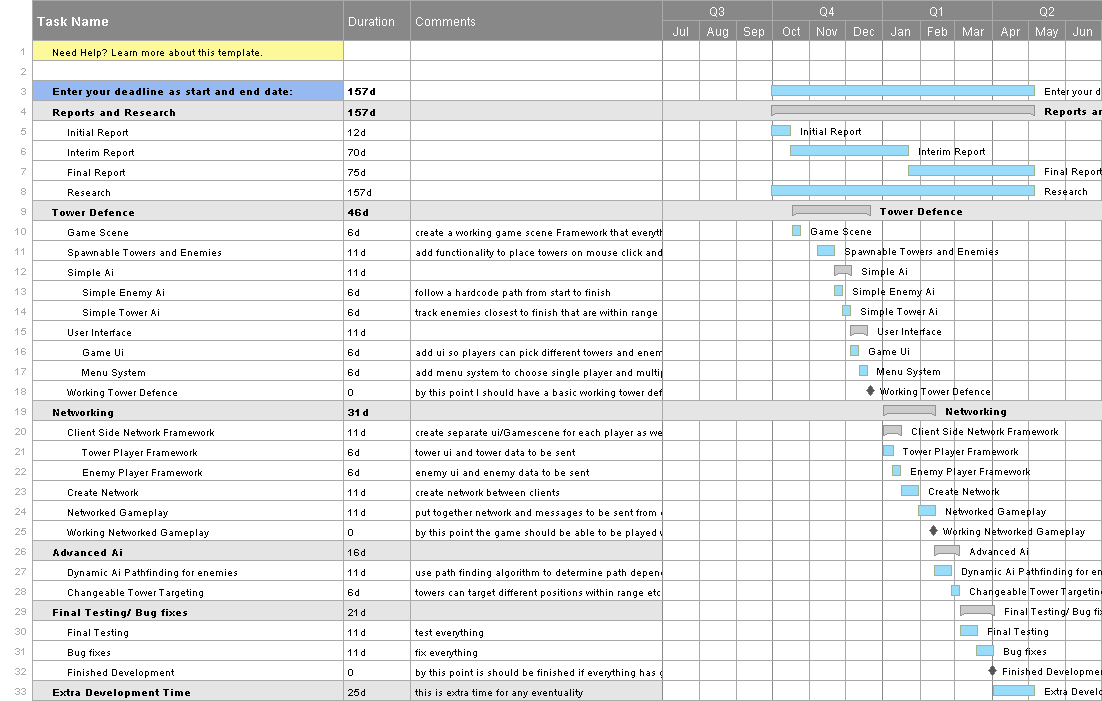 Task Name Duration Comments Q3 Q4 Q1 Q2
Jul Aug Sep Oct Nov Dec Jan Feb Mar Apr May Jun
1 Need Help? Learn more about this template.
2
3 Enter your deadline as start and end date: 157d Enter your d
4 Reports and Research 157d Reports ar
5 Initial Report 12d Initial Report
6 Interim Report 70d Interim Report
7 Final Report 75d Final Report
8 Research 157d Research
9 Tower Defence 46d Tower Defence
10 Game Scene 6d create a working game scene Framework that everyth Game Scene
11 Spawnable Towers and Enemies 11d add functionality to place towers on mouse click and Spawnable Towers and Enemies
12 Simple Ai 11d Simple Ai
13 Simple Enemy Ai 6d follow a hardcode path from start to finish Simple Enemy Ai
14 Simple Tower Ai 6d track enemies closest to finish that are within range Simple Tower Ai
15 User Interface 11d User Interface
16 Game Ui 6d add ui so players can pick different towers and enem Game Ui
17 Menu System 6d add menu system to choose single player and multip Menu System
18 Working Tower Defence 0 by this point I should have a basic working tower def Working Tower Defence
19 Networking 31d Networking
20 Client Side Network Framework 11d create separate ui/Gamescene for each player as we Client Side Network Framework
21 Tower Player Framework 6d tower ui and tower data to be sent Tower Player Framework
22 Enemy Player Framework 6d enemy ui and enemy data to be sent Enemy Player Framework
23 Create Network 11d create network between clients Create Network
24 Networked Gameplay 11d put together network and messages to be sent from Networked Gameplay
25 Working Networked Gameplay 0 by this point the game should be able to be played Working Networked Gameplay
26 Advanced Ai 16d Advanced Ai
27 Dynamic Ai Pathfinding for enemies 11d use path finding algorithm to determine path depen Dynamic Ai Pathfinding for en
28 Changeable Tower Targeting 6d towers can target different positions within range etc Changeable Tower Targetin
29 Final Testing/ Bug fixes 21d Final Testing/ Bug fi
30 Final Testing 11d test everything Final Testing
31 Bug fixes 11d fix everything Bug fixes
32 Finished Development 0 by this point is should be finished if everything has Finished Developme
33 Extra Development Time 25d this is extra time for any eventuality Extra Devel